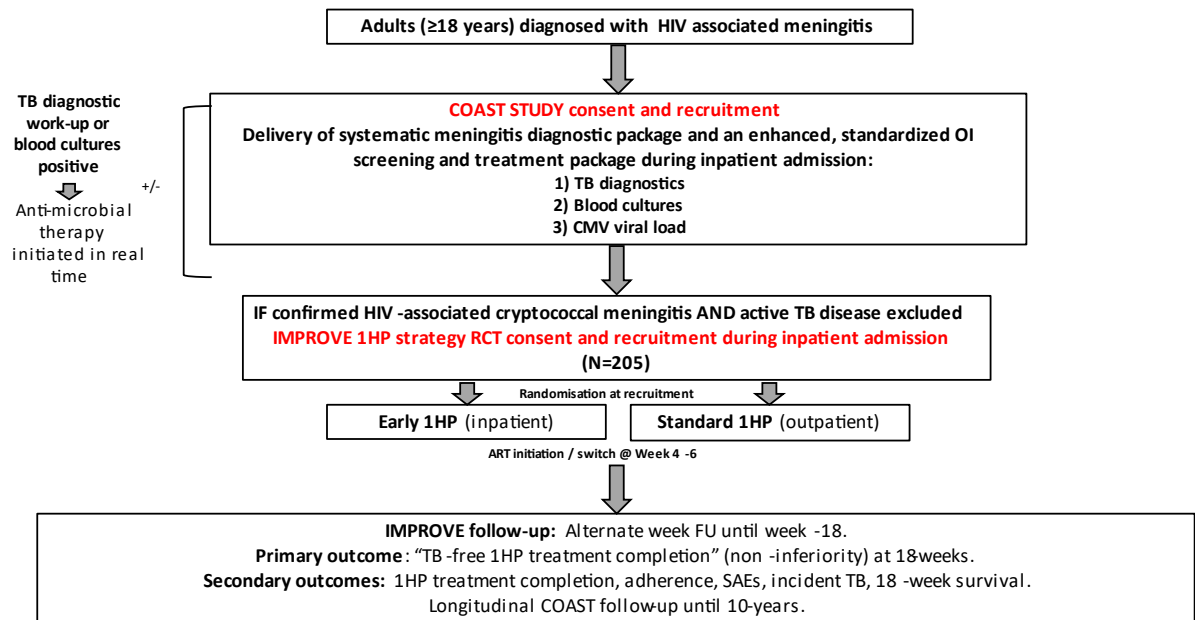 Adults (≥18 years) diagnosed with HIV associated meningitis
TB diagnostic
work-up or
blood cultures
positive
+/-
Anti-microbial
therapy
initiated in real
time
COAST STUDY consent and recruitment
Delivery of systematic meningitis diagnostic package and an enhanced, standardized OI
screening and treatment package during inpatient admission:
1) TB diagnostics
2) Blood cultures
3) CMV viral load
IF confirmed HIV -associated cryptococcal meningitis AND active TB disease excluded
IMPROVE 1HP strategy RCT consent and recruitment during inpatient admission
(N=205)
Randomisation at recruitment
Early 1HP (inpatient)
Standard 1HP (outpatient)
ART initiation / switch @ Week 4 -6
IMPROVE follow-up: Alternate week FU until week -18.
Primary outcome: “TB -free 1HP treatment completion” (non -inferiority) at 18-weeks.
Secondary outcomes: 1HP treatment completion, adherence, SAEs, incident TB, 18 -week survival.
Longitudinal COAST follow-up until 10-years.